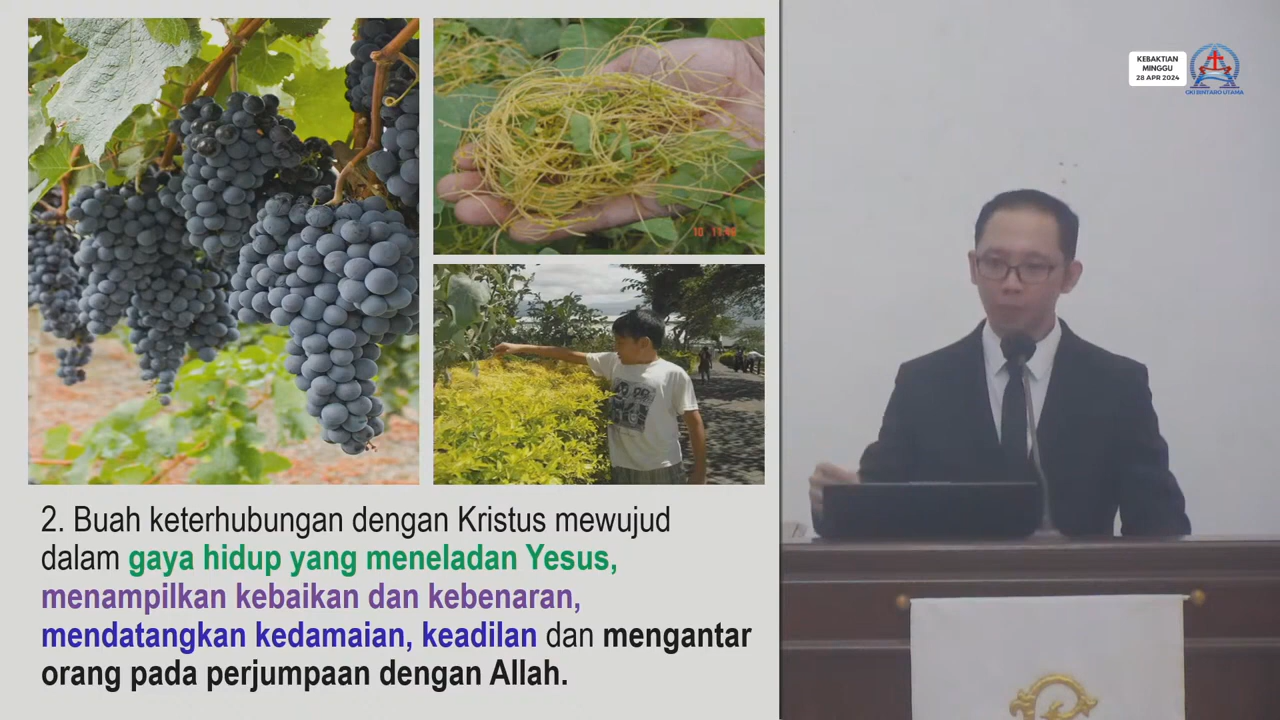 KEBAKTIAN
MINGGU
28 APR 2024
GKI BINTARO UTAMA
2. Buah keterhubungan dengan Kristus mewujud
dalam gaya hidup yang meneladan Yesus,
menampilkan kebaikan dan kebenaran,
mendatangkan kedamaian, keadilan dan mengantar
orang pada perjumpaan dengan Allah.